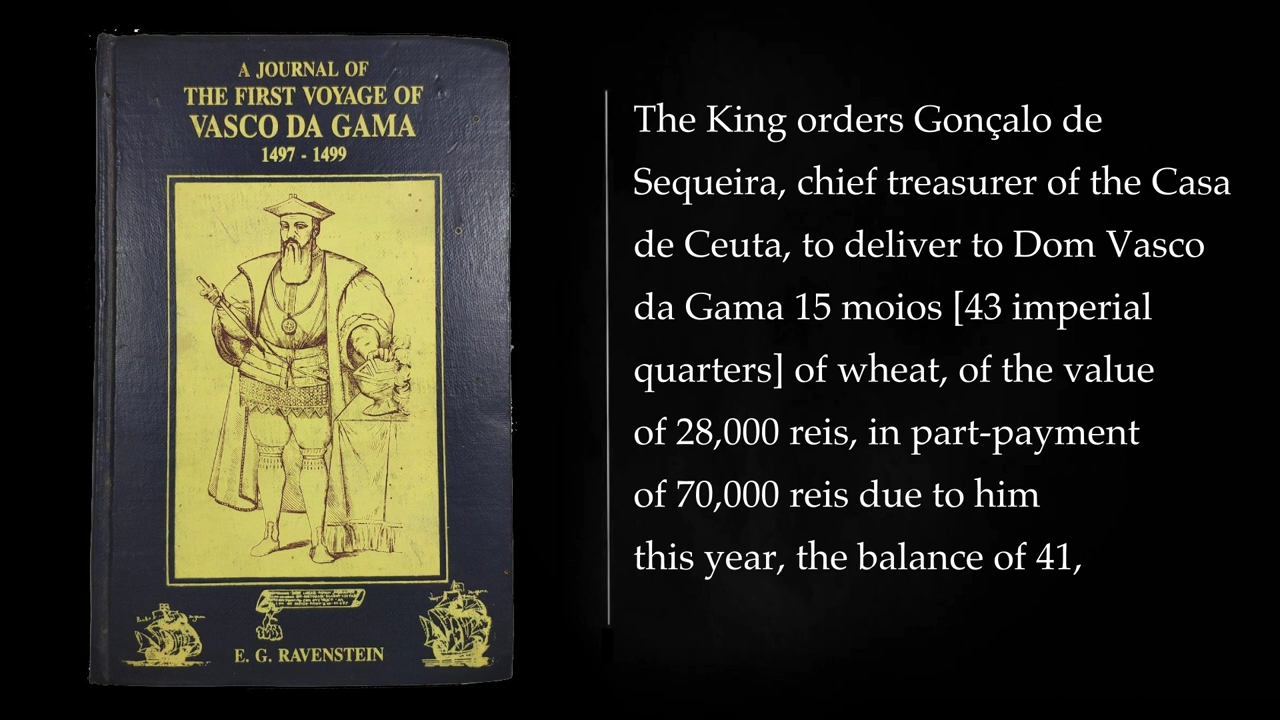 A JOURNAL OF
THE FIRST VOYAGE OF
VASCO DA GAMA
1497 - 1499
E. G. RAVENSTEIN
The King orders Gonçalo de
Sequeira, chief treasurer of the Casa
de Ceuta, to deliver to Dom Vasco
da Gama 15 moios [43 imperial
quarters] of wheat, of the value
of 28,000 reis, in part-payment
of 70,000 reis due to him
this year, the balance of 41,